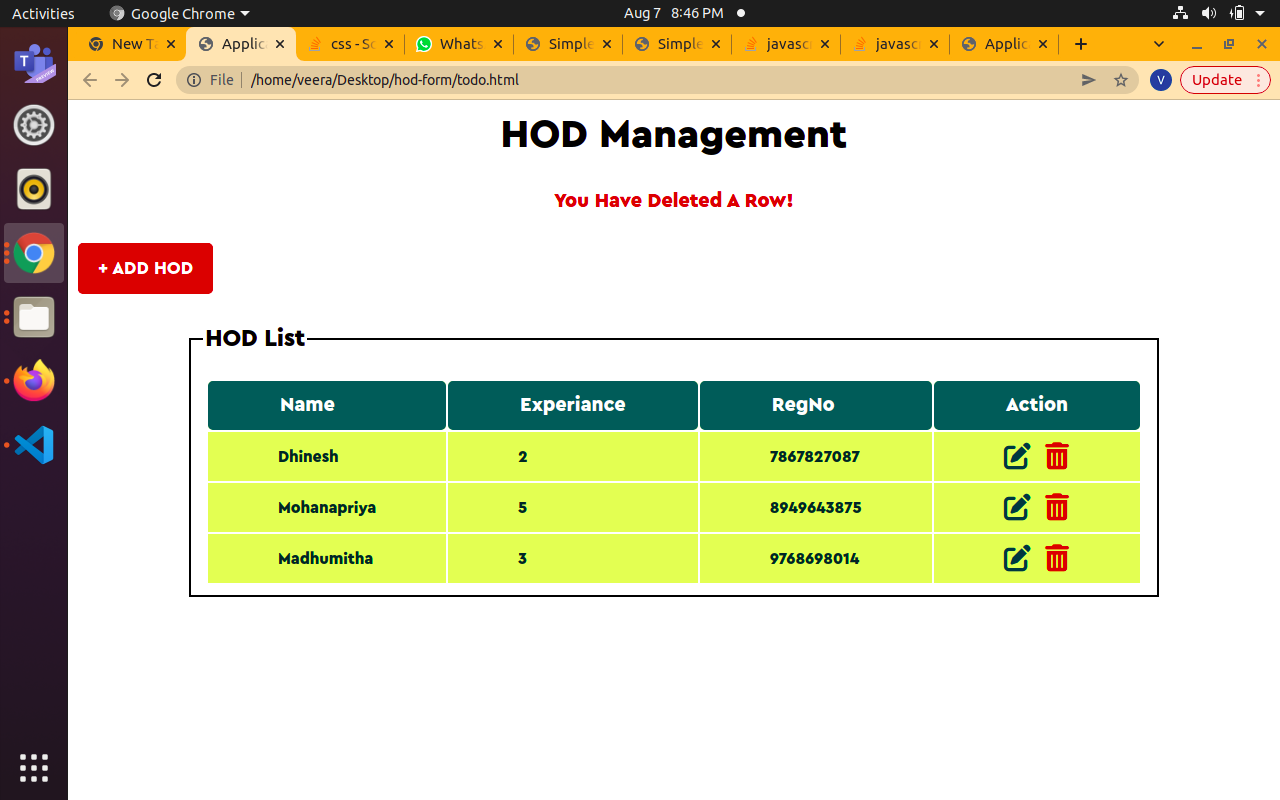 Activities Google Chrome Aug 7 8:46 PM
New Ta Applica css - So Whats Simple Simple javasc javasc Applic
File /home/veera/Desktop/hod-form/todo.html V Update
HOD Management
You Have Deleted A Row!
+ ADD HOD
HOD List
Name Experiance RegNo Action
Dhinesh 2 7867827087
Mohanapriya 5 8949643875
Madhumitha 3 9768698014